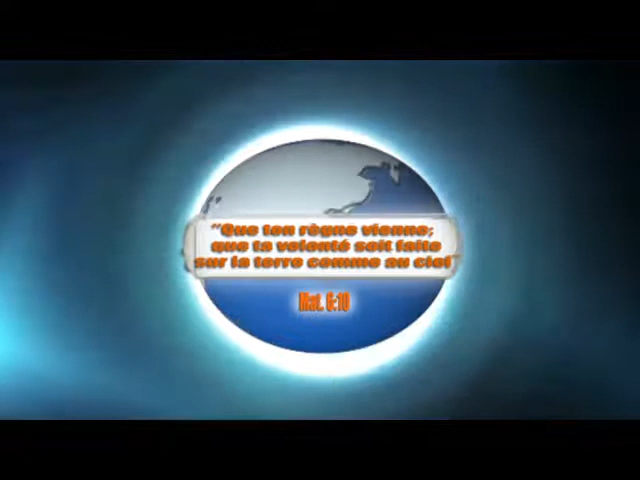 "Que ton règne vienne;
que ta volonté soit faite
sur la terre comme au ciel"
Mat. 6:10